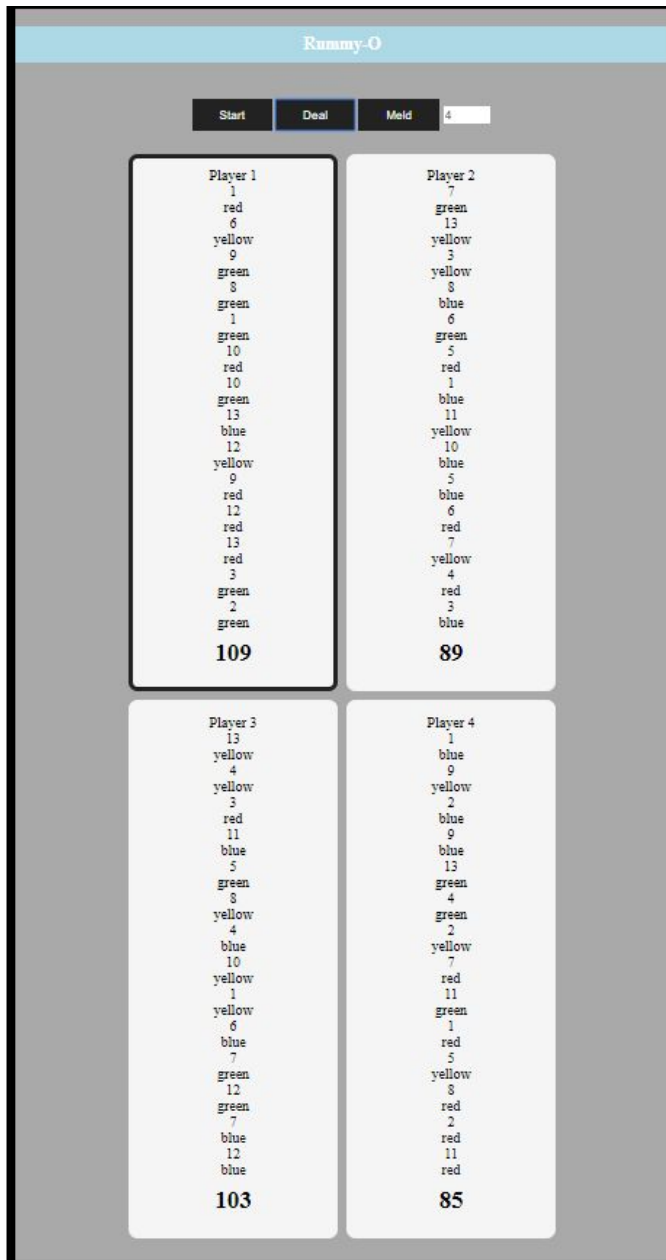 Rummy-O
Start
Deal
Meld
4
Player 1
1
red
6
yellow
9
green
8
green
1
green
10
red
10
green
13
blue
12
yellow
9
red
12
red
13
red
3
green
2
green
109
Player 2
7
green
13
yellow
3
yellow
8
blue
6
green
5
red
1
blue
11
yellow
10
blue
5
blue
6
red
7
yellow
4
red
3
blue
89
Player 3
13
yellow
4
yellow
3
red
11
blue
5
green
8
yellow
4
blue
10
yellow
1
yellow
6
blue
7
green
12
green
7
blue
12
blue
103
Player 4
1
blue
9
yellow
2
blue
9
blue
13
green
4
green
2
yellow
7
red
11
green
1
red
5
yellow
8
red
2
red
11
red
85